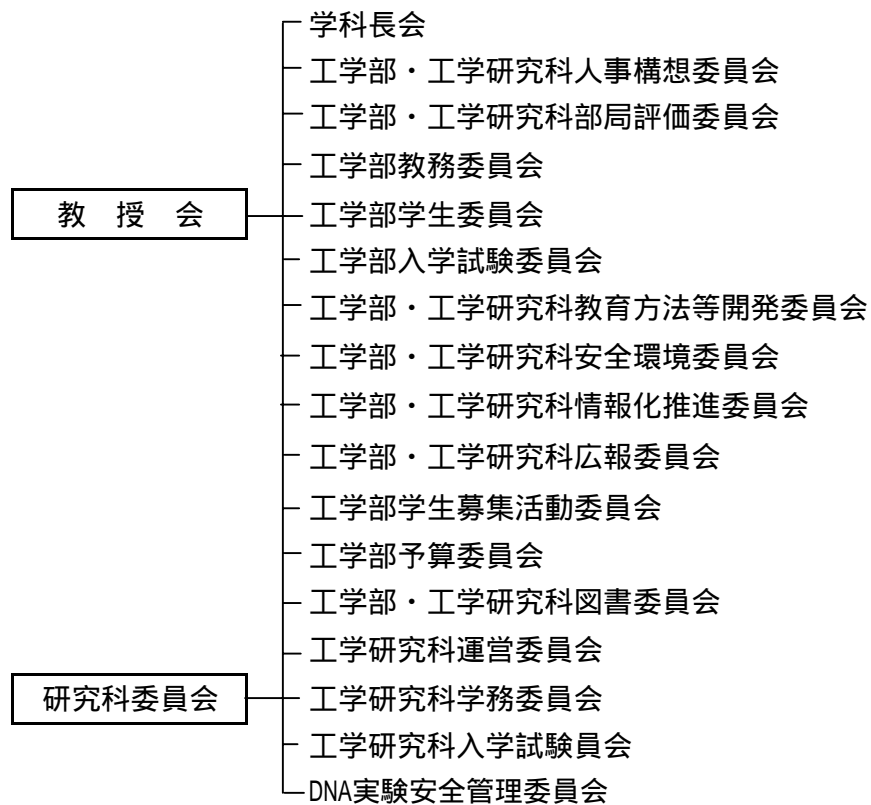 学科長会
工学部・工学研究科人事構想委員会
工学部・工学研究科部局評価委員会
工学部教務委員会
教　授　会
工学部学生委員会
工学部入学試験委員会
工学部・工学研究科教育方法等開発委員会
工学部・工学研究科安全環境委員会
工学部・工学研究科情報化推進委員会
工学部・工学研究科広報委員会
工学部学生募集活動委員会
工学部予算委員会
工学部・工学研究科図書委員会
工学研究科運営委員会
研究科委員会
工学研究科学務委員会
工学研究科入学試験員会
DNA実験安全管理委員会